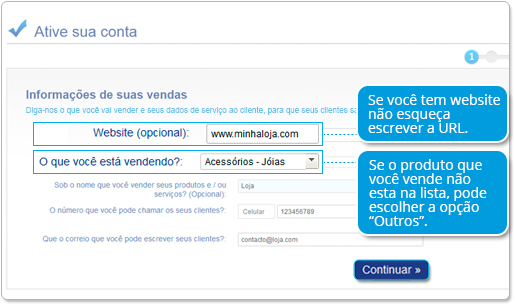 Ative sua conta
1
Informações de suas vendas
Diga-nos o que você vai vender e seus dados de serviço ao cliente, para que seus clientes sa
Website (opcional): www.minhaloja.com
Se você tem website
não esqueça
escrever a URL.
O que você está vendendo?: Acessórios - Jóias
Se o produto que
você vende não
esta na lista, pode
escolher a opção
“Outros”.
Sob o nome que você vender seus produtos e / ou
serviços? (Opcional): Loja
O número que você pode chamar os seus clientes?: Celular 123456789
Que o correio que você pode escrever seus clientes?: contacto@loja.com
Continuar »